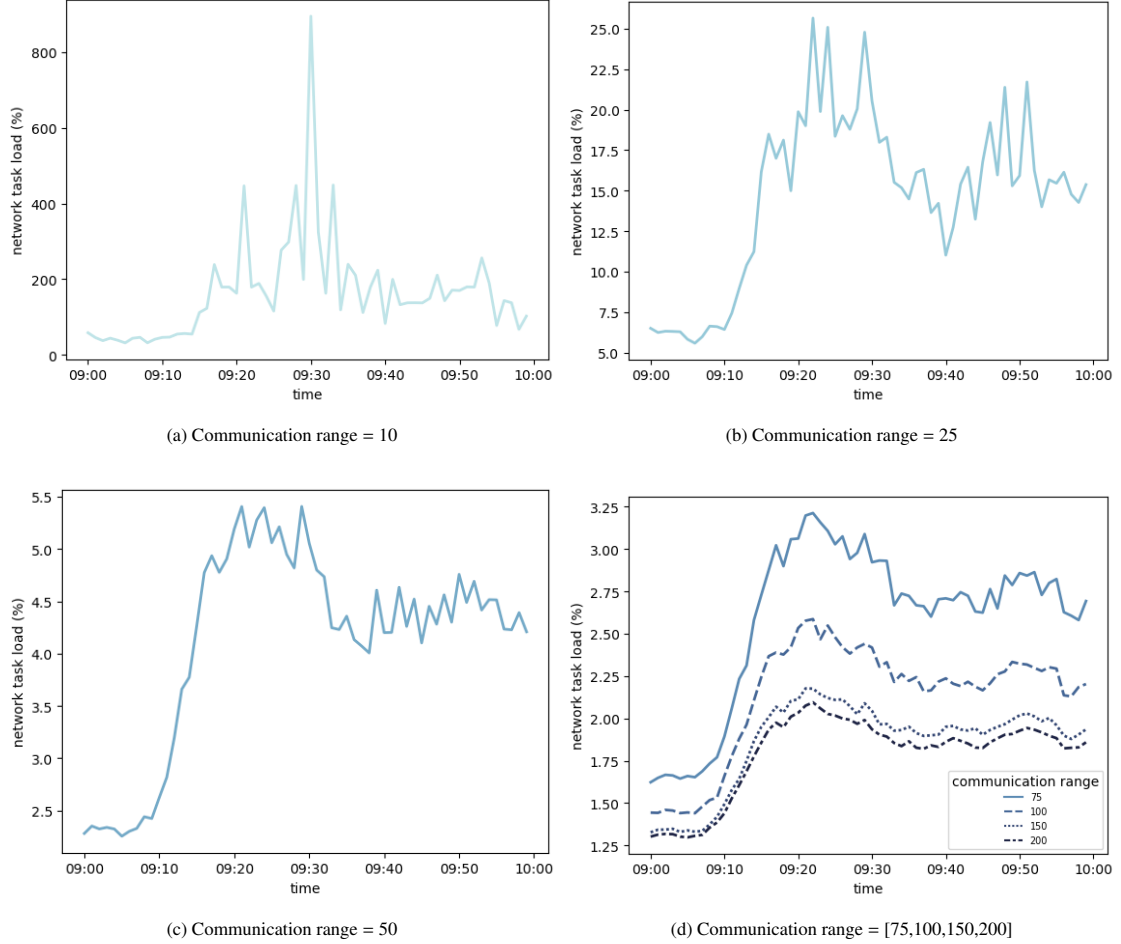 800
600
400
200
0
network task load (%)
09:00 09:10 09:20 09:30 09:40 09:50 10:00
time
(a) Communication range = 10
25.0
22.5
20.0
17.5
15.0
12.5
10.0
7.5
5.0
network task load (%)
09:00 09:10 09:20 09:30 09:40 09:50 10:00
time
(b) Communication range = 25
5.5
5.0
4.5
4.0
3.5
3.0
2.5
network task load (%)
09:00 09:10 09:20 09:30 09:40 09:50 10:00
time
(c) Communication range = 50
3.25
3.00
2.75
2.50
2.25
2.00
1.75
1.50
1.25
network task load (%)
communication range
75
100
150
200
09:00 09:10 09:20 09:30 09:40 09:50 10:00
time
(d) Communication range = [75,100,150,200]